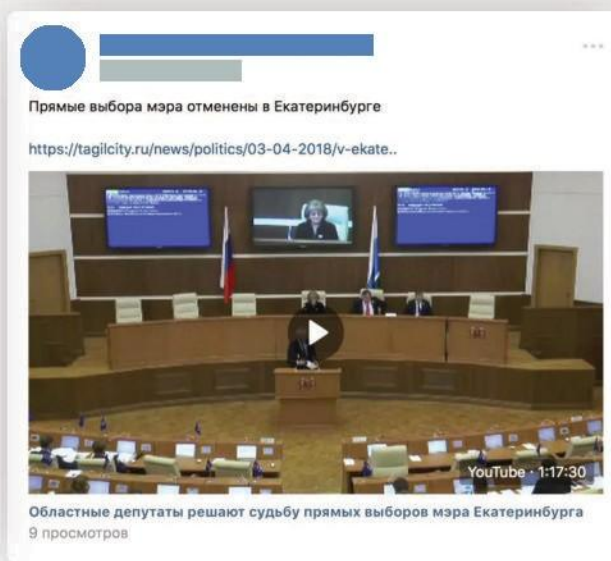 Прямые выбора мэра отменены в Екатеринбурге
https://tagilcity.ru/news/politics/03-04-2018/v-ekate..
YouTube · 1:17:30
Областные депутаты решают судьбу прямых выборов мэра Екатеринбурга
9 просмотров